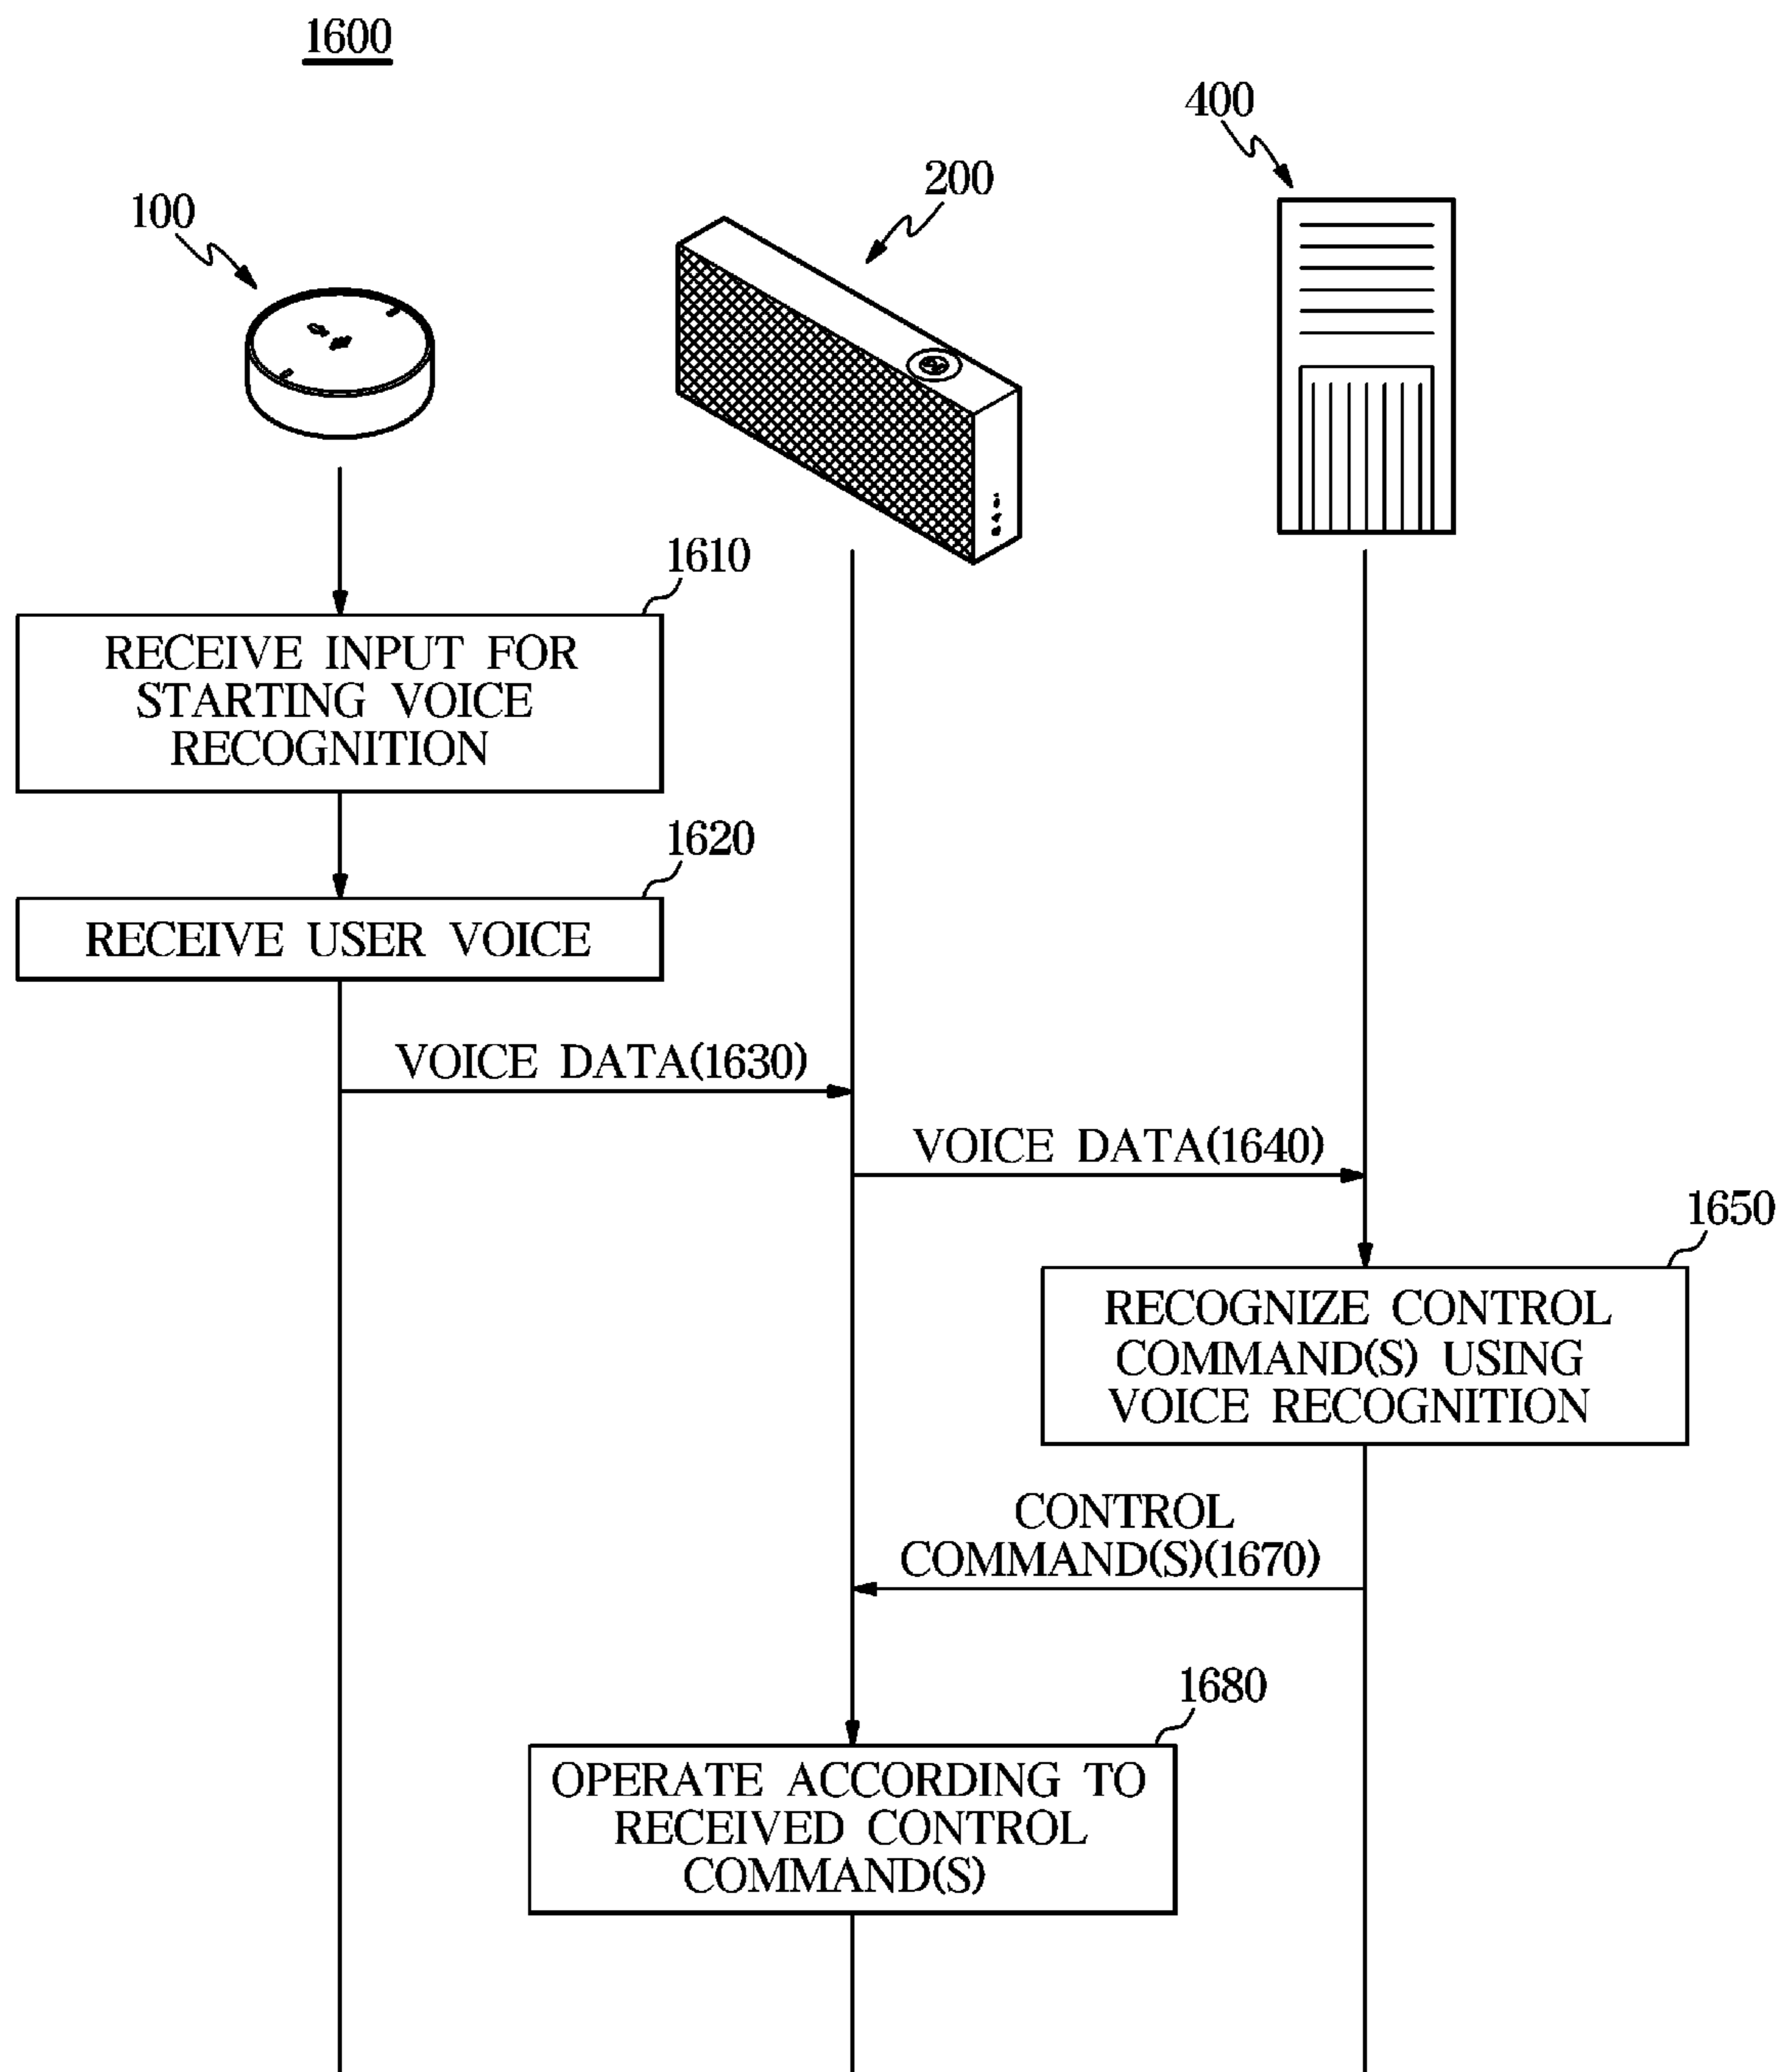 1600
400
200
100
1610
RECEIVE INPUT FOR
STARTING VOICE
RECOGNITION
1620
RECEIVE USER VOICE
VOICE DATA(1630)
VOICE DATA(1640)
1650
RECOGNIZE CONTROL
COMMAND(S) USING
VOICE RECOGNITION
CONTROL
COMMAND(S)(1670)
1680
OPERATE ACCORDING TO
RECEIVED CONTROL
COMMAND(S)